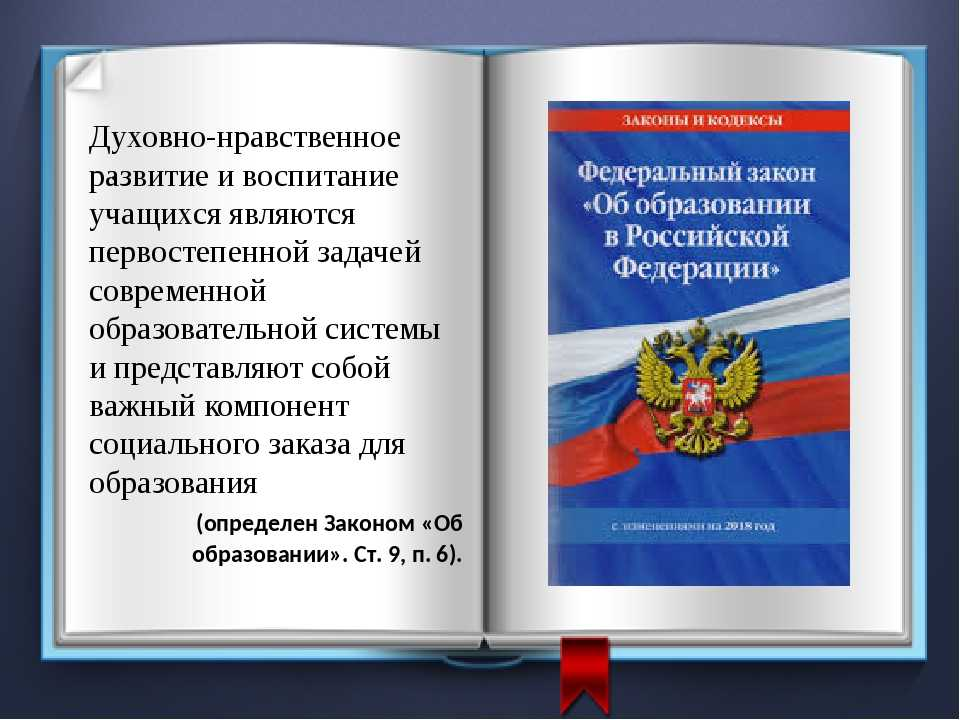 Духовно-нравственное
развитие и воспитание
учащихся являются
первостепенной задачей
современной
образовательной системы
и представляют собой
важный компонент
социального заказа для
образования
(определен Законом «Об
образовании». Ст. 9, п. 6).
ЗАКОНЫ И КОДЕКСЫ
Федеральный закон
«Об образовании
в Российской
Федерации»
с изменениями на 2018 год